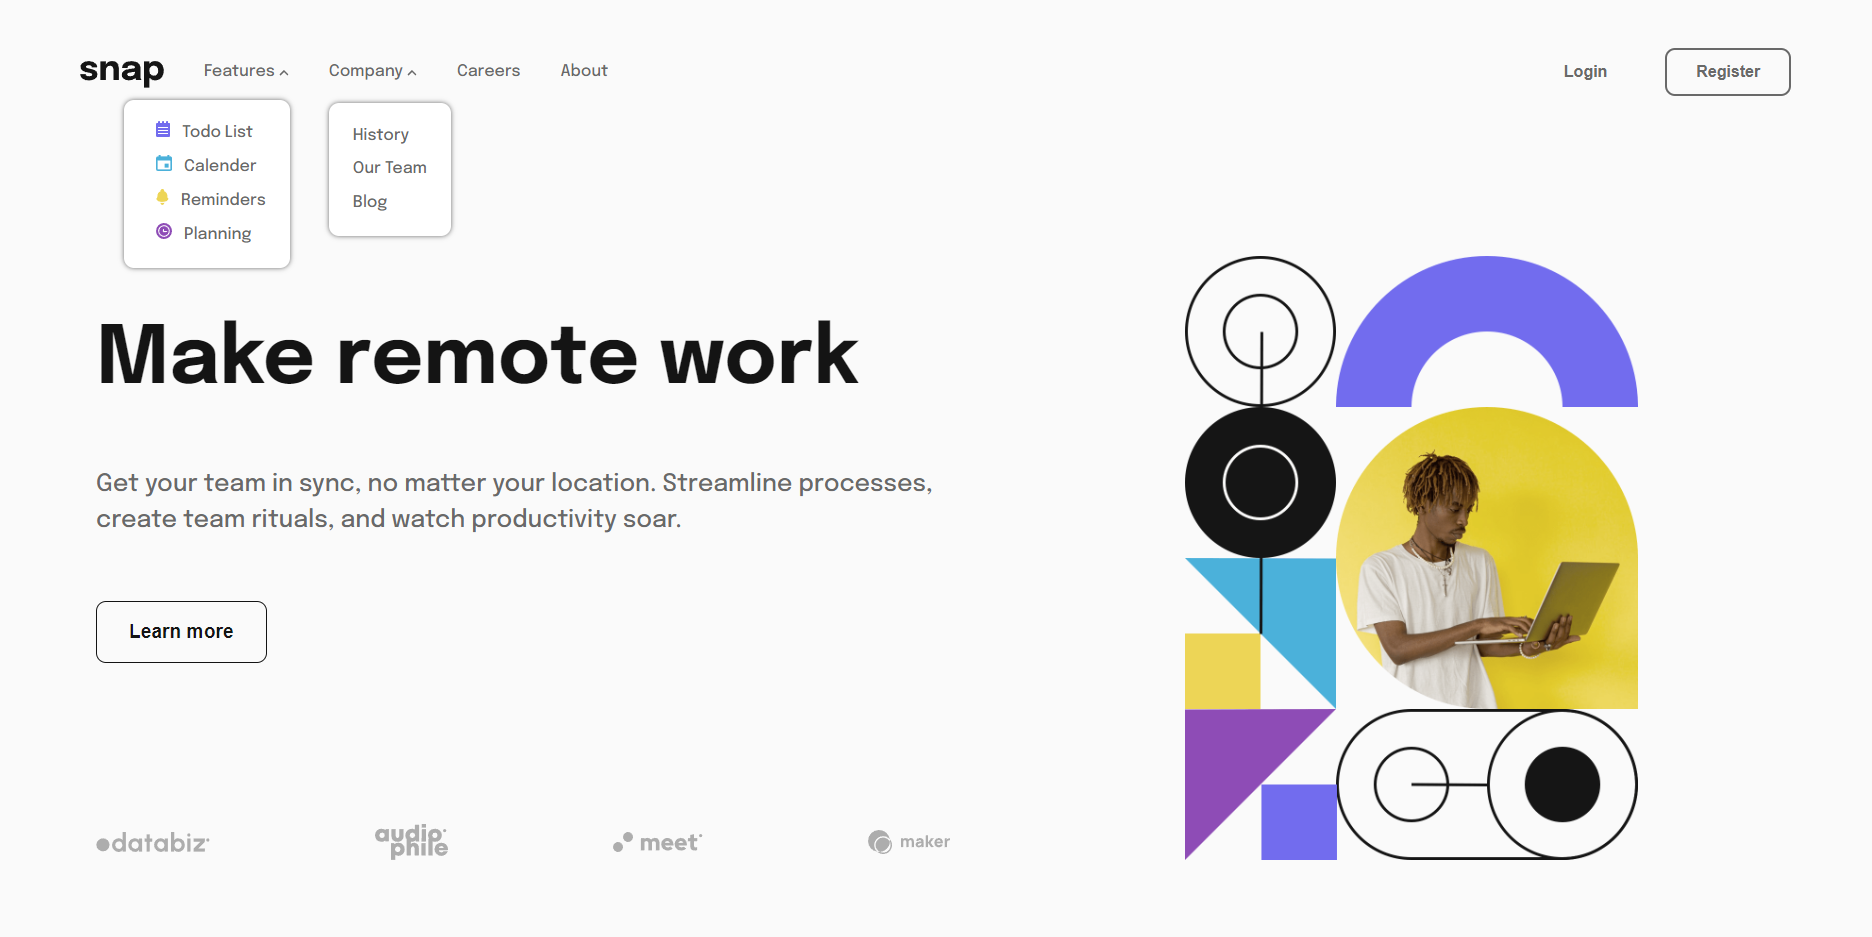 snap Features Company Careers About Login Register
Todo List
Calender
Reminders
Planning
History
Our Team
Blog
Make remote work
Get your team in sync, no matter your location. Streamline processes,
create team rituals, and watch productivity soar.
Learn more
databiz
audio
phile
meet
maker